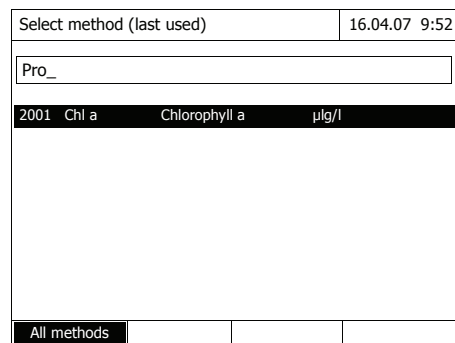 Select method (last used) 16.04.07 9:52
Pro_
2001 Chl a Chlorophyll a µlg/l
All methods